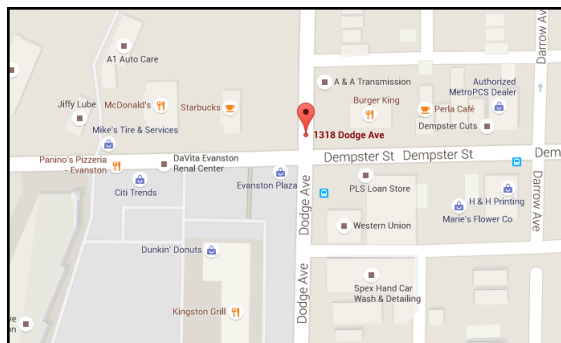 Darrow Av
A1 Auto Care
A & A Transmission
Authorized
MetroPCS Dealer
Jiffy Lube
McDonald's
Starbucks
Burger King
Perla Café
Dempster Cuts
Mike's Tire & Services
1318 Dodge Ave
Panino's Pizzeria
- Evanston
DaVita Evanston
Renal Center
Dempster St
Dempster St
Dem
Citi Trends
Evanston Plaza
Dodge Ave
PLS Loan Store
H & H Printing
Marie's Flower Co
Darrow Ave
Western Union
Dunkin' Donuts
Dodge Ave
Spex Hand Car
Wash & Detailing
Kingston Grill
ve
on